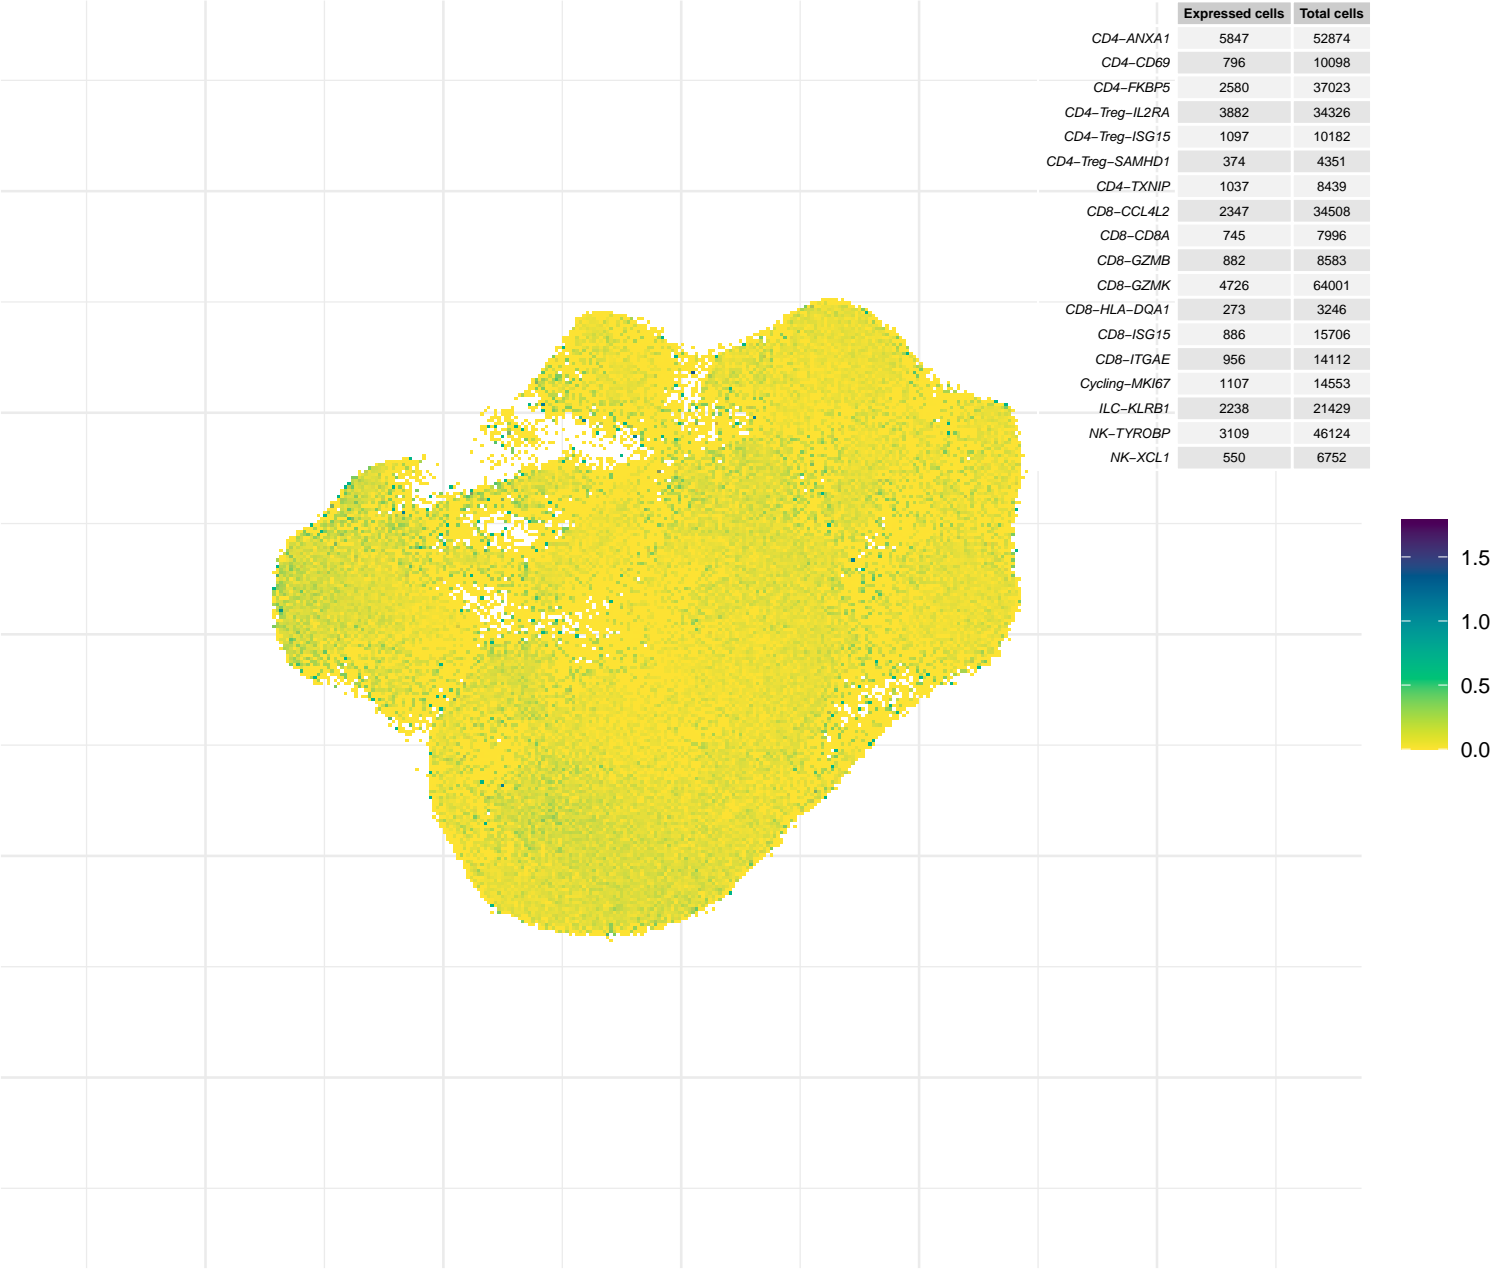 Expressed cells Total cells
CD4−ANXA1 5847 52874
CD4−CD69 796 10098
CD4−FKBP5 2580 37023
CD4−Treg−IL2RA 3882 34326
CD4−Treg−ISG15 1097 10182
CD4−Treg−SAMHD1 374 4351
CD4−TXNIP 1037 8439
CD8−CCL4L2 2347 34508
CD8−CD8A 745 7996
CD8−GZMB 882 8583
CD8−GZMK 4726 64001
CD8−HLA−DQA1 273 3246
CD8−ISG15 886 15706
CD8−ITGAE 956 14112
Cycling−MKI67 1107 14553
ILC−KLRB1 2238 21429
NK−TYROBP 3109 46124
NK−XCL1 550 6752
1.5
1.0
0.5
0.0